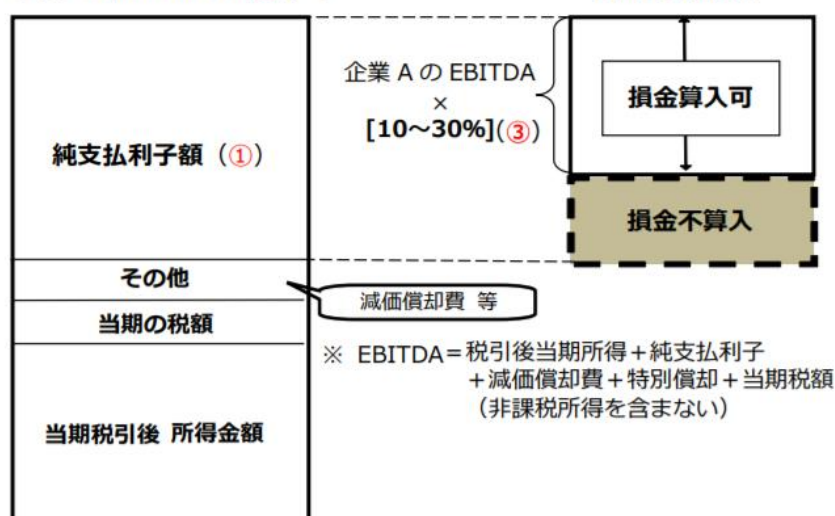 純支払利子額（①）
その他
当期の税額
当期税引後 所得金額
企業 A の EBITDA
×
[10～30%](③)
損金算入可
損金不算入
減価償却費 等
※ EBITDA＝税引後当期所得＋純支払利子
＋減価償却費＋特別償却＋当期税額
（非課税所得を含まない）